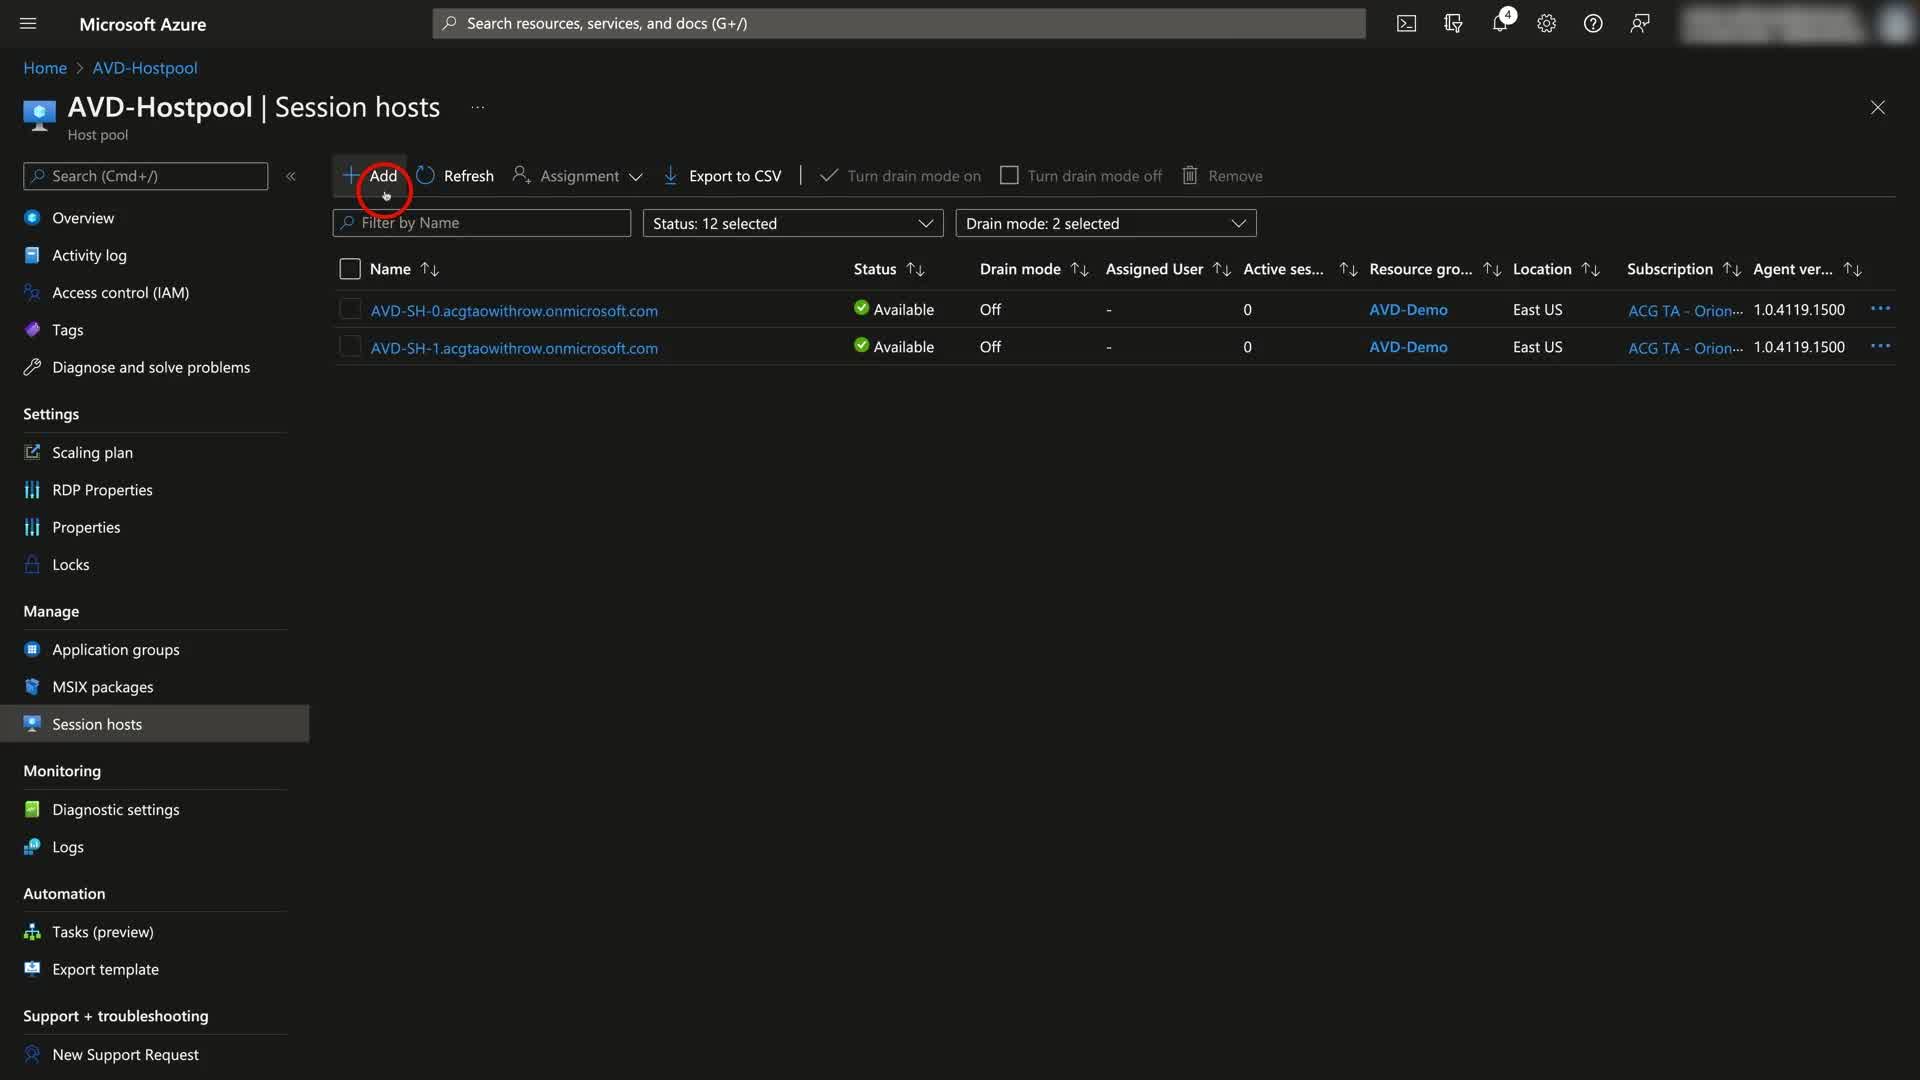 Microsoft Azure
Search resources, services, and docs (G+/)
4
Home > AVD-Hostpool
AVD-Hostpool | Session hosts ...
Host pool
Search (Cmd+/) «
Add Refresh Assignment Export to CSV | Turn drain mode on Turn drain mode off Remove
Filter by Name Status: 12 selected Drain mode: 2 selected
Name Status Drain mode Assigned User Active ses... Resource gro... Location Subscription Agent ver...
AVD-SH-0.acgtaowithrow.onmicrosoft.com Available Off - 0 AVD-Demo East US ACG TA - Orion... 1.0.4119.1500 ...
AVD-SH-1.acgtaowithrow.onmicrosoft.com Available Off - 0 AVD-Demo East US ACG TA - Orion... 1.0.4119.1500 ...
Overview
Activity log
Access control (IAM)
Tags
Diagnose and solve problems
Settings
Scaling plan
RDP Properties
Properties
Locks
Manage
Application groups
MSIX packages
Session hosts
Monitoring
Diagnostic settings
Logs
Automation
Tasks (preview)
Export template
Support + troubleshooting
New Support Request